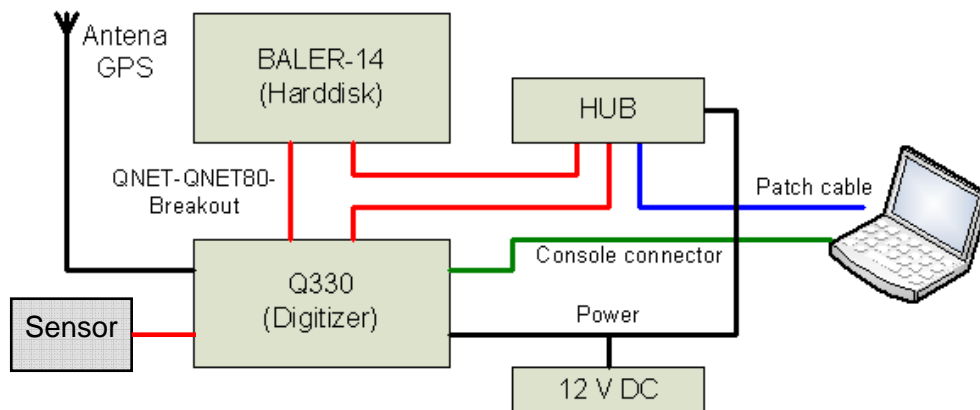 Antena
GPS
BALER-14
(Harddisk)
HUB
QNET-QNET80-
Breakout
Patch cable
Console connector
Q330
(Digitizer)
Sensor
Power
12 V DC